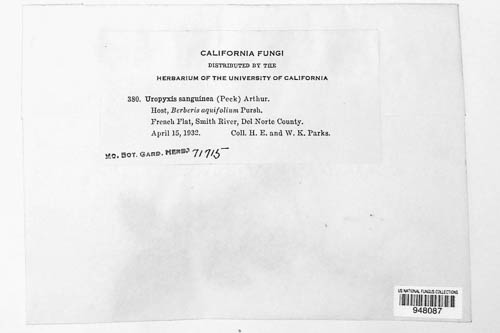 CALIFORNIA FUNGI
DISTRIBUTED BY THE
HERBARIUM OF THE UNIVERSITY OF CALIFORNIA
380. Uropyxis sanguinea (Peck) Arthur.
Host, Berberis aquifolium Pursh.
French Flat, Smith River, Del Norte County.
April 15, 1932. Coll. H. E. and W. K. Parks.
MO. BOT. GARD. HERB. 71715
US NATIONAL FUNGUS COLLECTIONS
948087